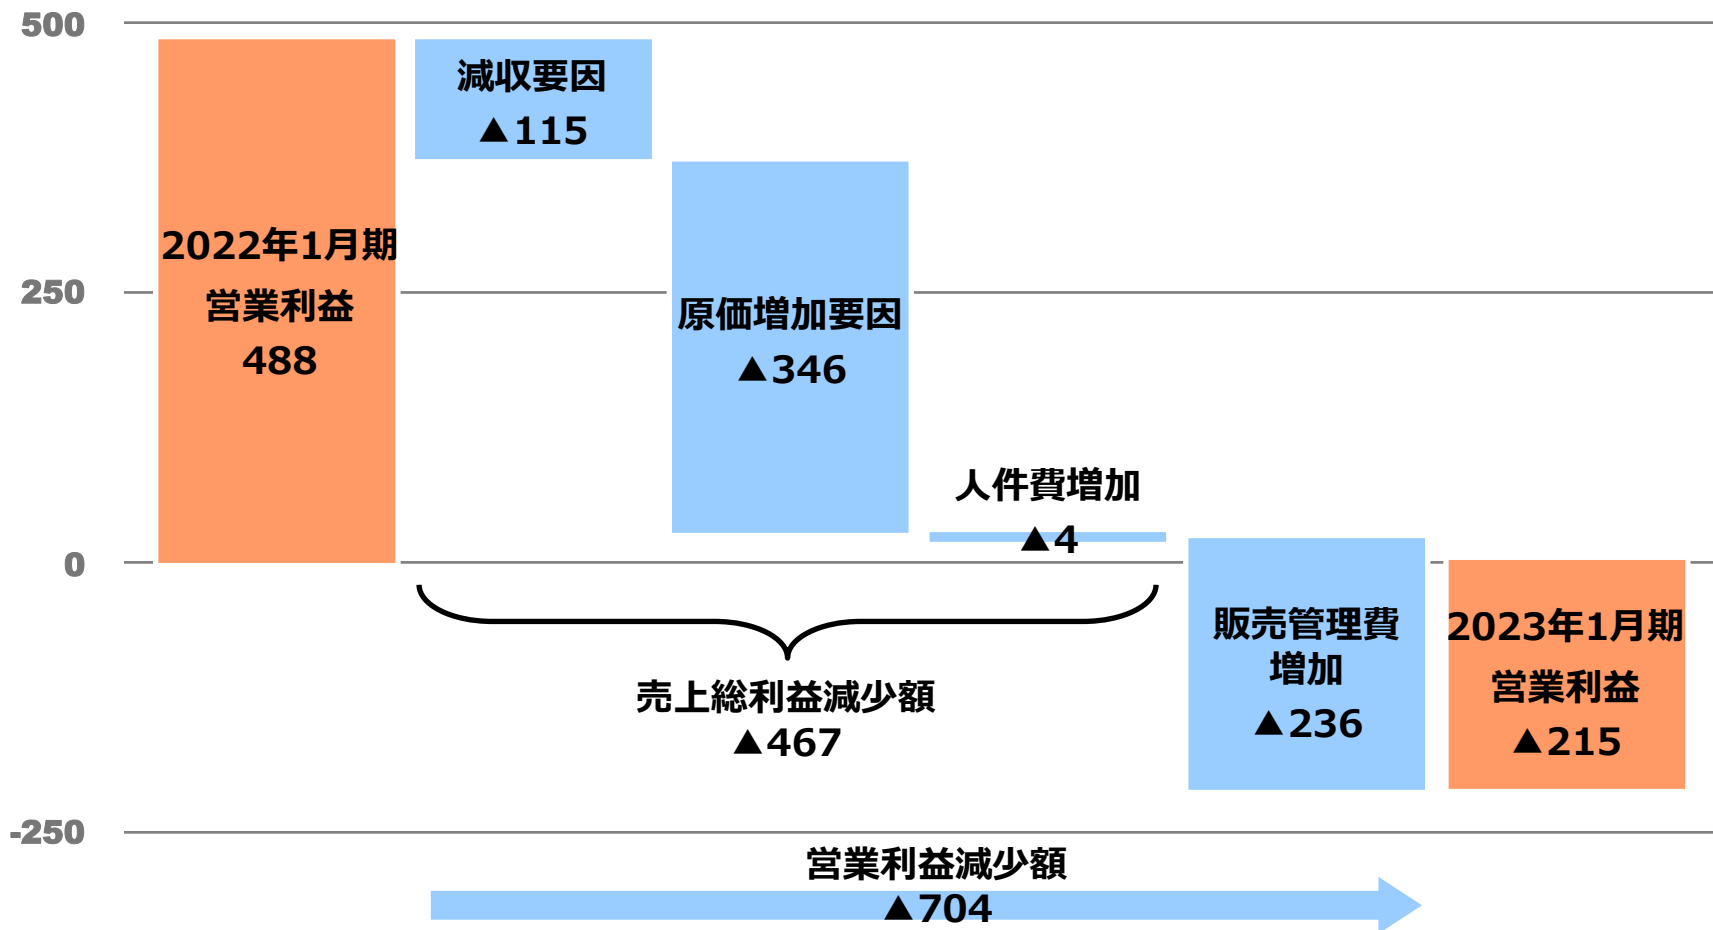 500
250
0
-250
2022年1月期
営業利益
488
減収要因
▲115
原価増加要因
▲346
人件費増加
▲4
売上総利益減少額
▲467
販売管理費
増加
▲236
2023年1月期
営業利益
▲215
営業利益減少額
▲704